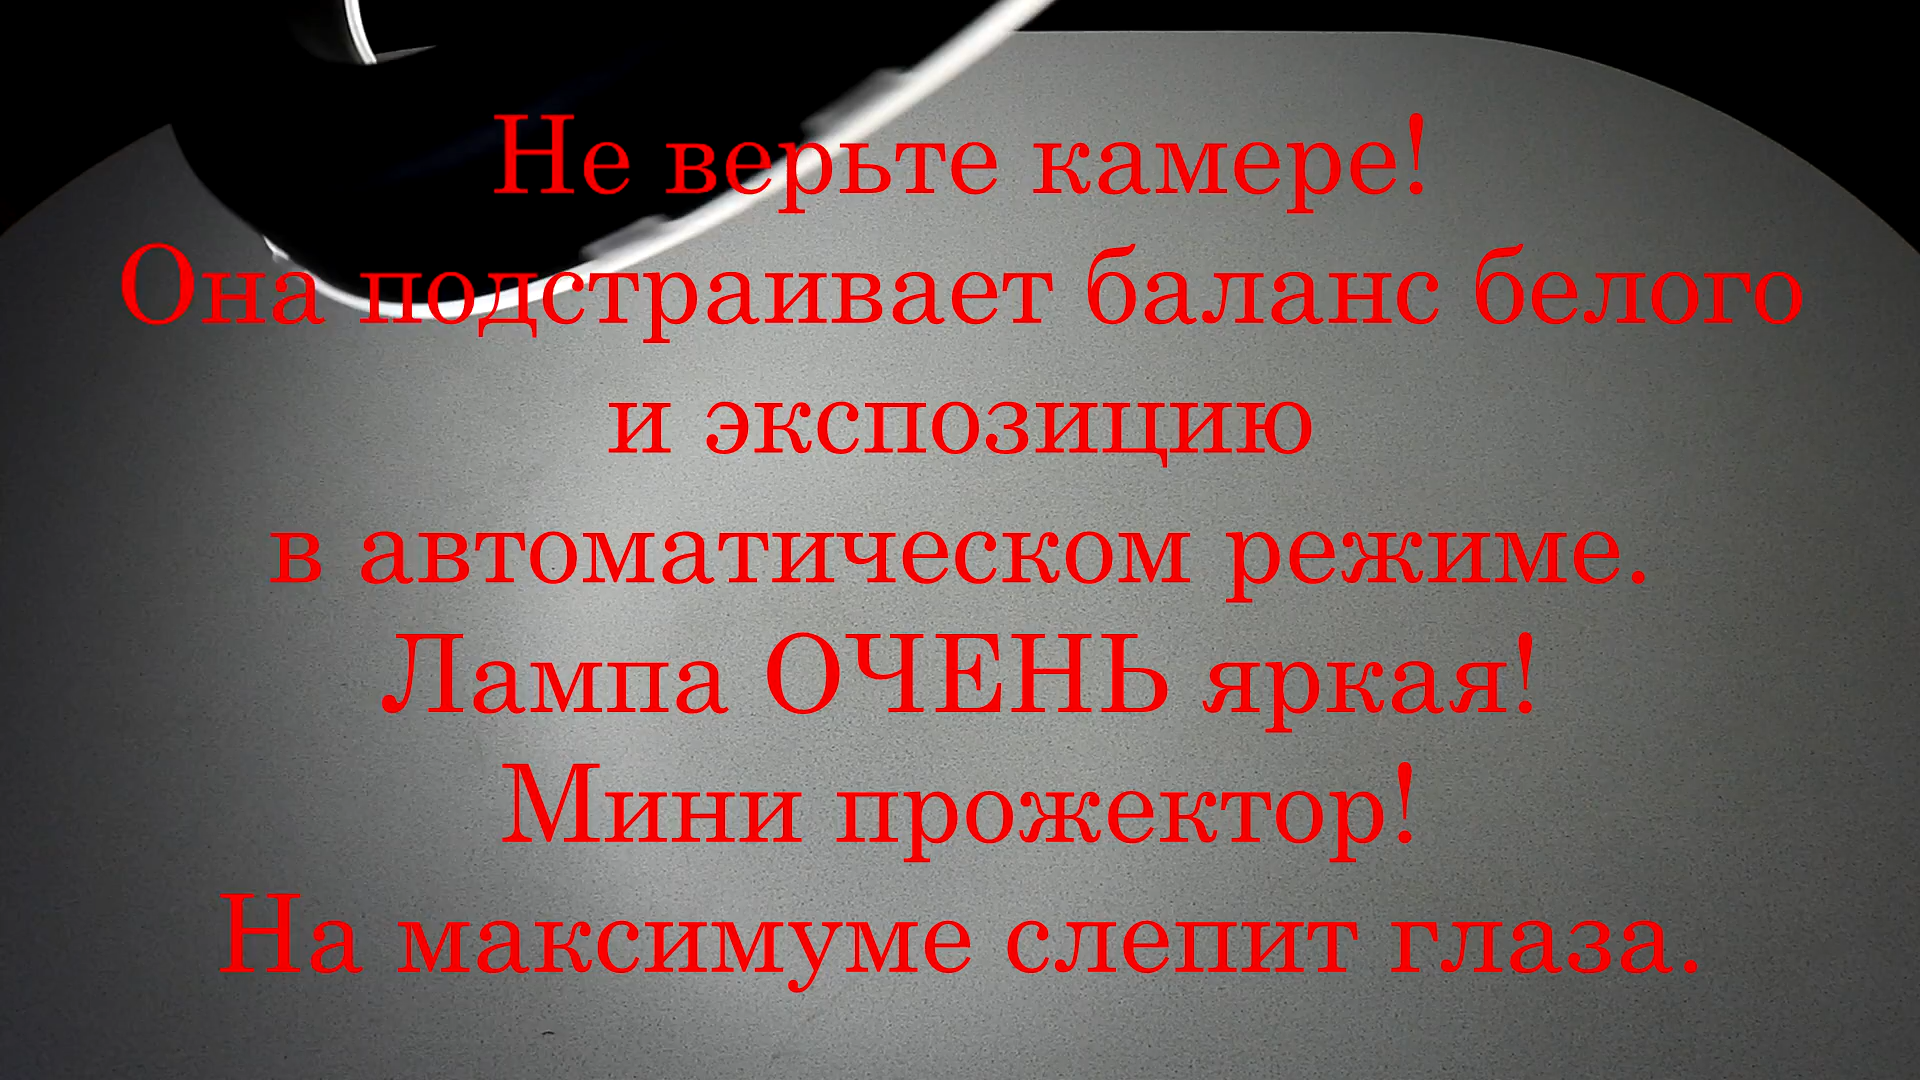 Не верьте камере!
Она подстраивает баланс белого
и экспозицию
в автоматическом режиме.
Лампа ОЧЕНЬ яркая!
Мини прожектор!
На максимуме слепит глаза.